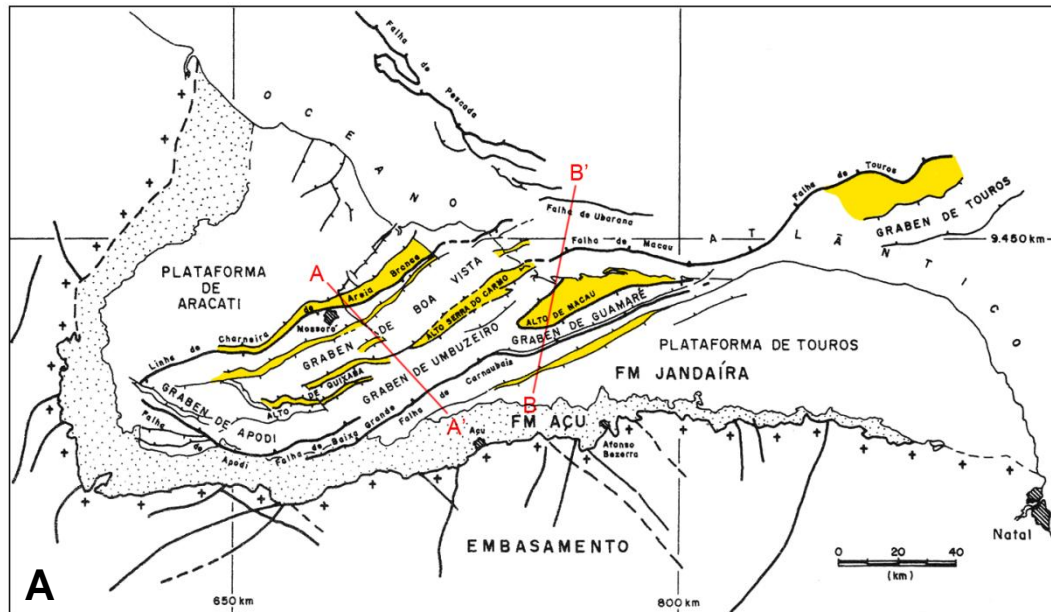 Falha de Pescada
OCEANO
ATLÂNTICO
B'
Falha de Ubarana
Falha de Macau
Falha de Touros
GRABEN DE TOUROS
9.450 km
PLATAFORMA
DE
ARACATI
A
Linha de Charneira de Areia Branca
Mossoró
GRABEN DE BOA VISTA
ALTO SERRA DO CARMO
ALTO DE MACAU
GRABEN DE GUAMARÉ
GRABEN DE UMBUZEIRO
ALTO DE QUIXABA
GRABEN DE APODI
Falha de Apodi
Falha de Baixa grande
Falha de Carnaubais
PLATAFORMA DE TOUROS
FM JANDAÍRA
B
A'
FM AÇU
Açu
Afonso
Bezerra
EMBASAMENTO
Natal
0 20 40
(km)
A
650 km
800 km